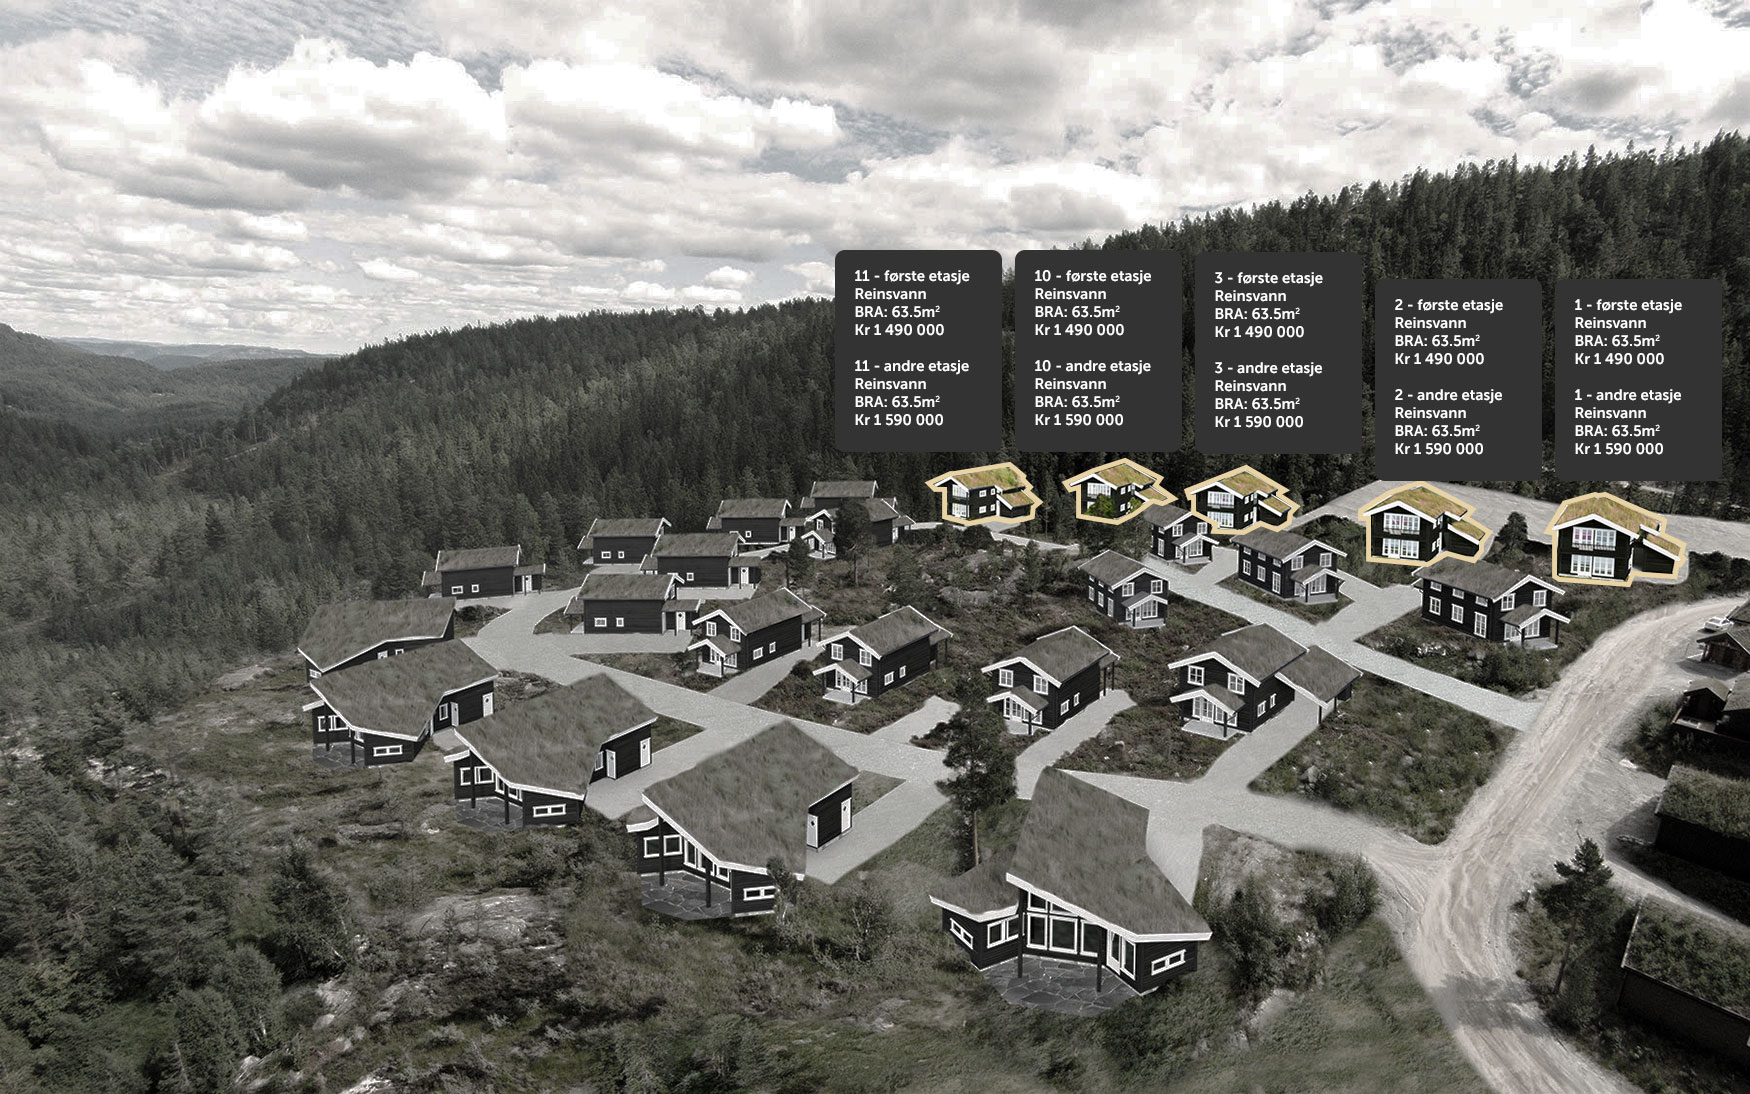 11 - første etasje
Reinsvann
BRA: 63.5m²
Kr 1 490 000
11 - andre etasje
Reinsvann
BRA: 63.5m²
Kr 1 590 000
10 - første etasje
Reinsvann
BRA: 63.5m²
Kr 1 490 000
10 - andre etasje
Reinsvann
BRA: 63.5m²
Kr 1 590 000
3 - første etasje
Reinsvann
BRA: 63.5m²
Kr 1 490 000
3 - andre etasje
Reinsvann
BRA: 63.5m²
Kr 1 590 000
2 - første etasje
Reinsvann
BRA: 63.5m²
Kr 1 490 000
2 - andre etasje
Reinsvann
BRA: 63.5m²
Kr 1 590 000
1 - første etasje
Reinsvann
BRA: 63.5m²
Kr 1 490 000
1 - andre etasje
Reinsvann
BRA: 63.5m²
Kr 1 590 000